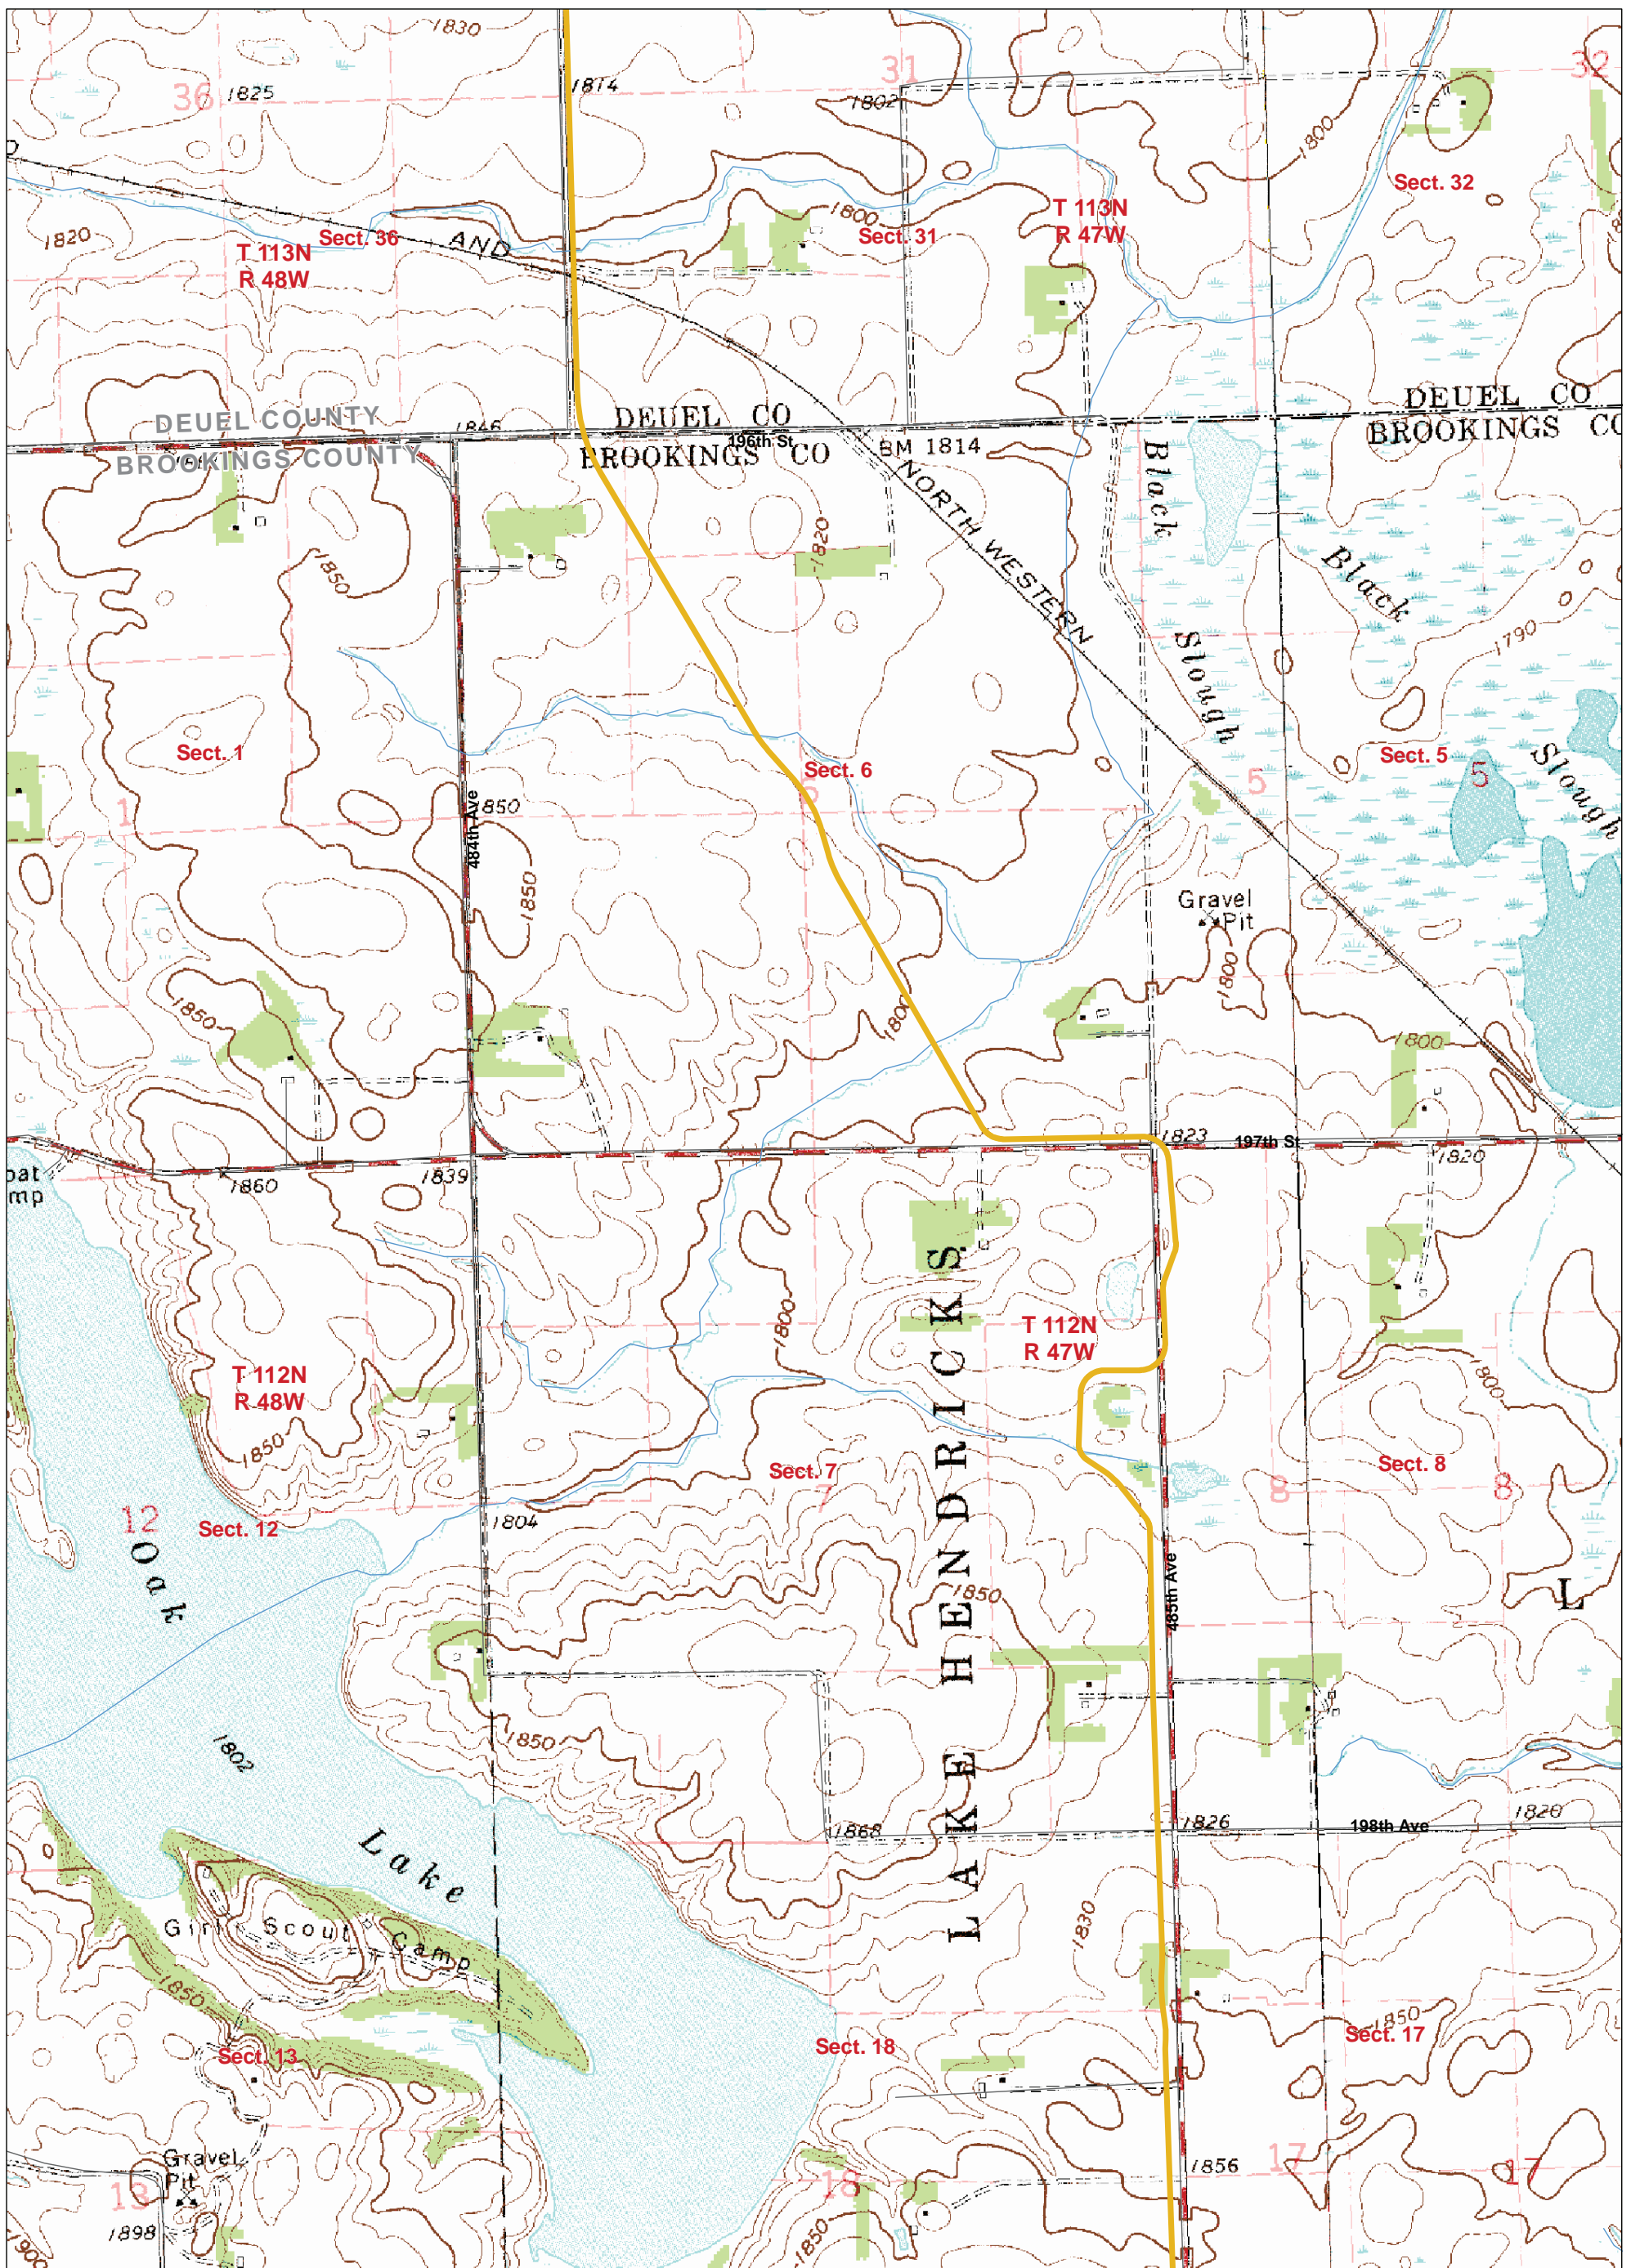 1830
36
1825
1814
31
1802
32
1800
Sect. 32
1820
Sect. 36
T 113N
R 48W
AND
1800
Sect. 31
T 113N
R 47W
DEUEL COUNTY
BROOKINGS COUNTY
1846
DEUEL CO
196th St
BROOKINGS CO
BM 1814
DEUEL CO
BROOKINGS CO
NORTH WESTERN
Black
Slough
Black
Slough
1850
1820
1790
Sect. 1
1
484th Ave
1850
1850
Sect. 6
6
5
Sect. 5
5
Gravel
Pit
1850
1800
1800
1800
oat
mp
1860
1839
1823
197th St
1820
LAKE HENDRICKS
1800
T 112N
R 47W
T 112N
R 48W
1850
1800
12
Sect. 12
Sect. 7
7
8
Sect. 8
8
1804
Oak
Lake
1850
485th Ave
L
1802
1850
1868
1826
198th Ave
1820
Girl Scout Camp
1830
1850
1850
Sect. 13
Sect. 18
Sect. 17
Gravel
Pit
13
18
1856
17
17
1898
1900
1850